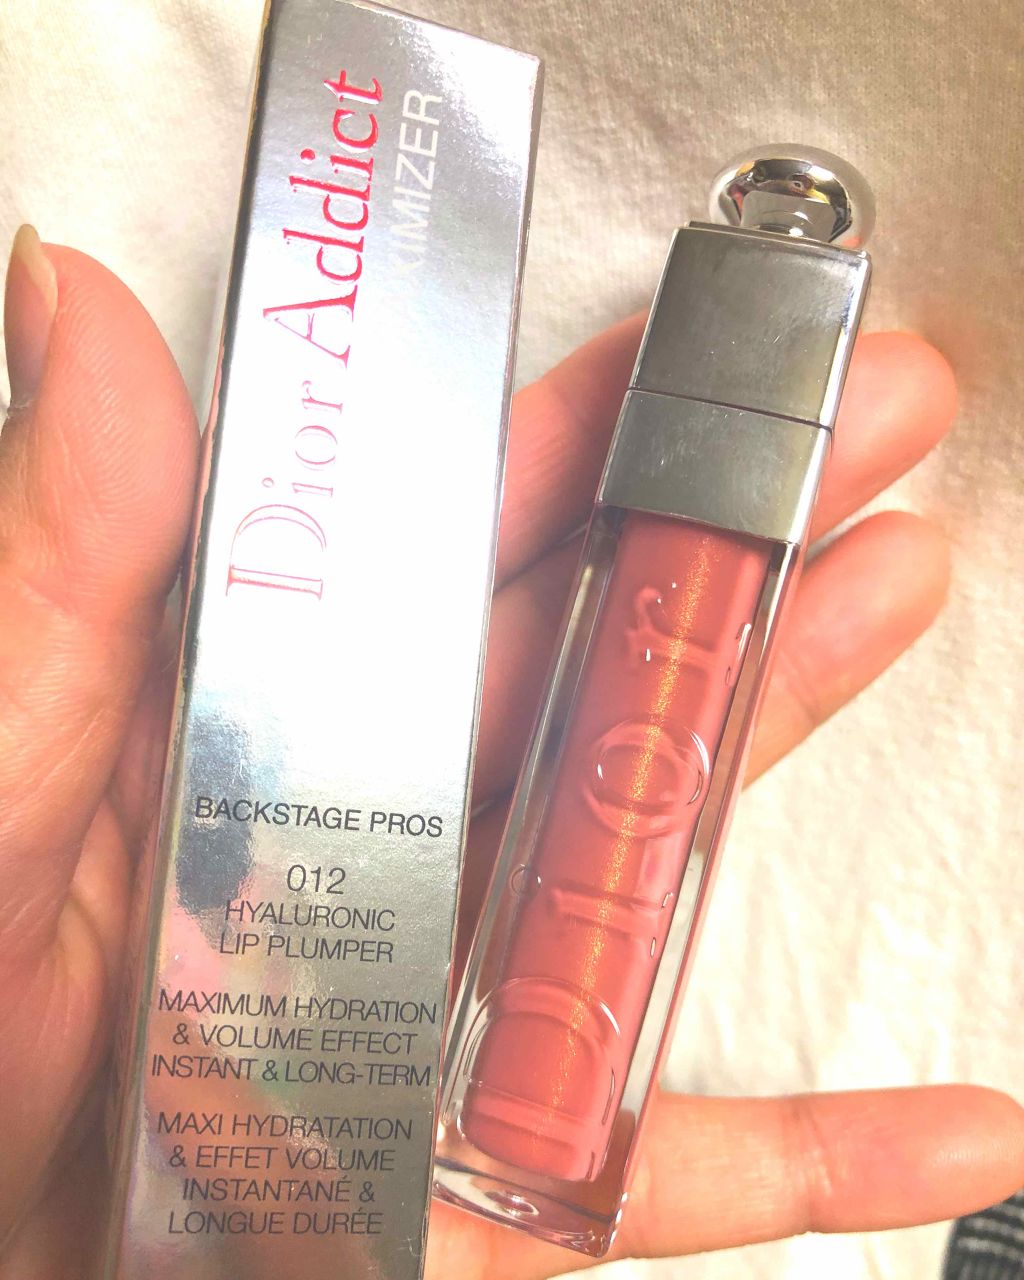 Dior Addict
BACKSTAGE PROS
012
HYALURONIC
LIP PLUMPER
MAXIMUM HYDRATION
& VOLUME EFFECT
INSTANT & LONG-TERM
MAXI HYDRATATION
& EFFET VOLUME
INSTANTANÉ &
LONGUE DURÉE
Dior